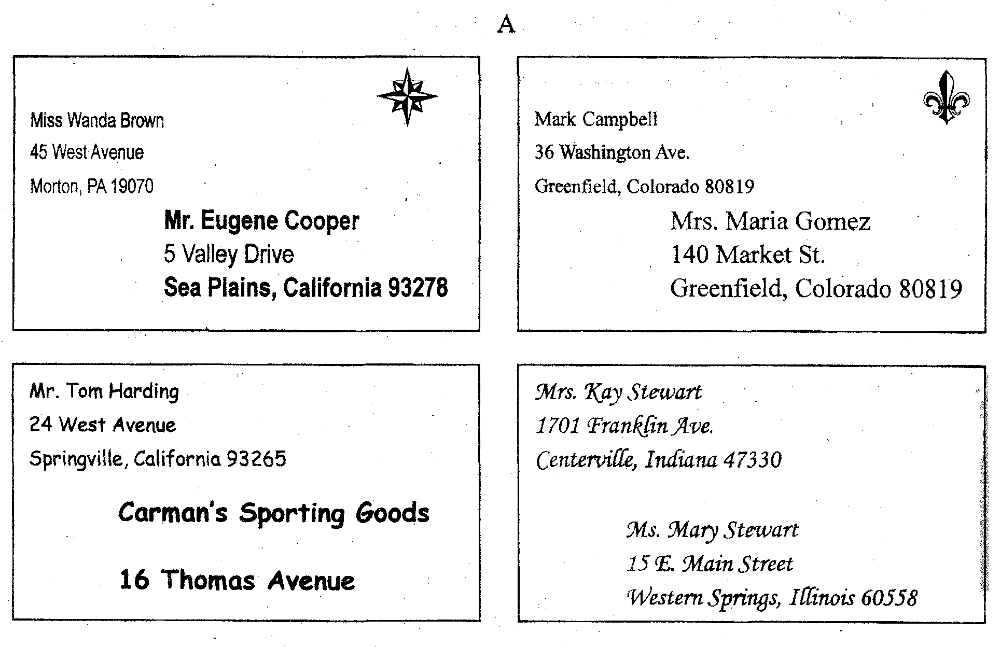 A
Miss Wanda Brown
45 West Avenue
Morton, PA 19070
Mr. Eugene Cooper
5 Valley Drive
Sea Plains, California 93278
Mark Campbell
36 Washington Ave.
Greenfield, Colorado 80819
Mrs. Maria Gomez
140 Market St.
Greenfield, Colorado 80819
Mr. Tom Harding
24 West Avenue
Springville, California 93265
Carman's Sporting Goods
16 Thomas Avenue
Mrs. Kay Stewart
1701 Franklin Ave.
Centerville, Indiana 47330
Ms. Mary Stewart
15 E. Main Street
Western Springs, Illinois 60558